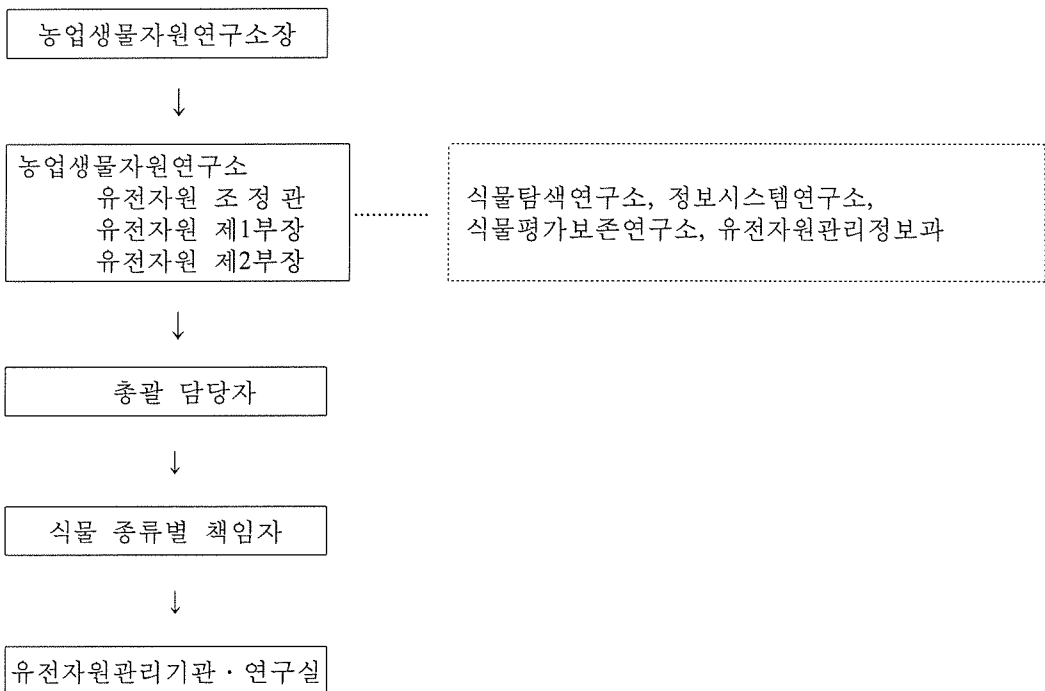 농업생물자원연구소장
↓
농업생물자원연구소
유전자원 조 정 관
유전자원 제1부장
유전자원 제2부장
식물탐색연구소, 정보시스템연구소,
식물평가보존연구소, 유전자원관리정보과
↓
총괄 담당자
↓
식물 종류별 책임자
↓
유전자원관리기관 · 연구실